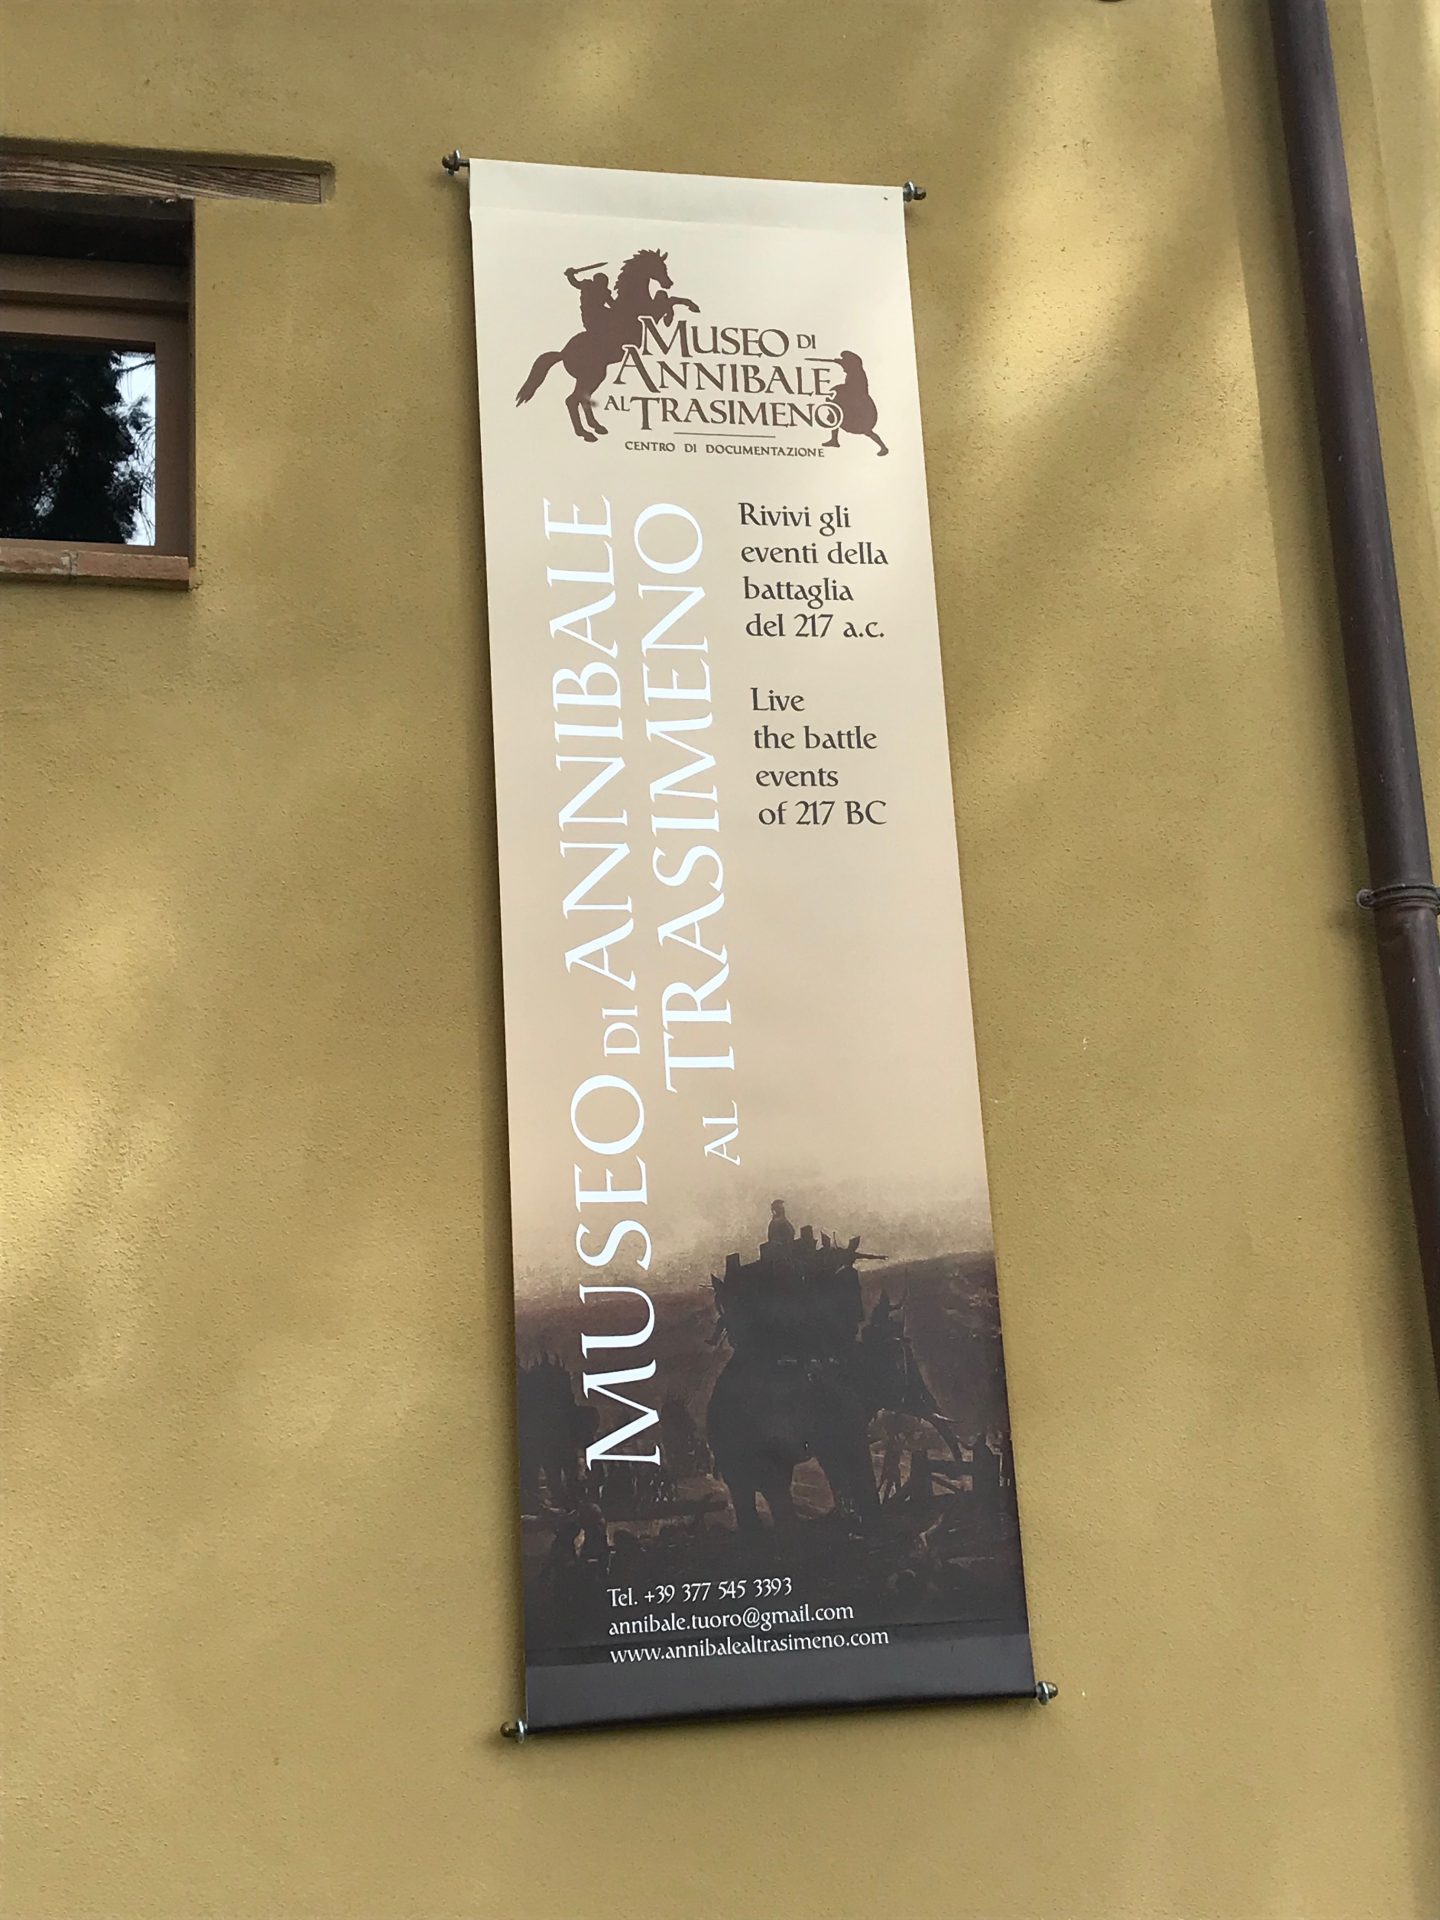 MUSEO DI
ANNIBALE
AL TRASIMENO
CENTRO DI DOCUMENTAZIONE
MUSEO DI ANNIBALE
AL TRASIMENO
Rivivi gli
eventi della
battaglia
del 217 a.c.
Live
the battle
events
of 217 BC
Tel. +39 377 545 3393
annibale.tuoro@gmail.com
www.annibalealtrasimeno.com